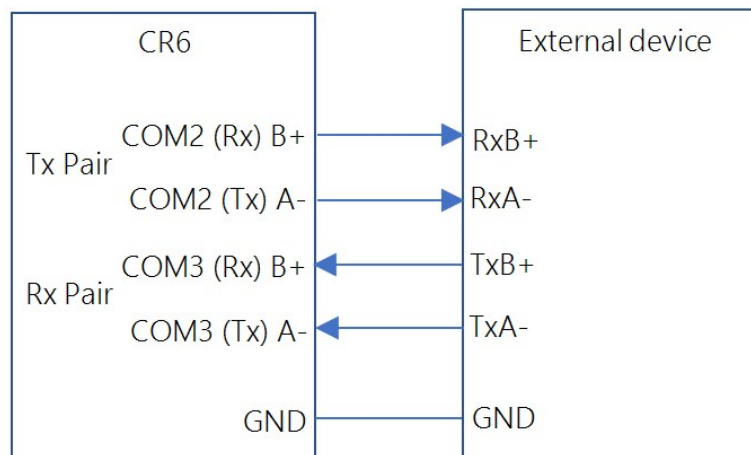 CR6
External device
Tx Pair
COM2 (Rx) B+
RxB+
COM2 (Tx) A-
RxA-
Rx Pair
COM3 (Rx) B+
TxB+
COM3 (Tx) A-
TxA-
GND
GND